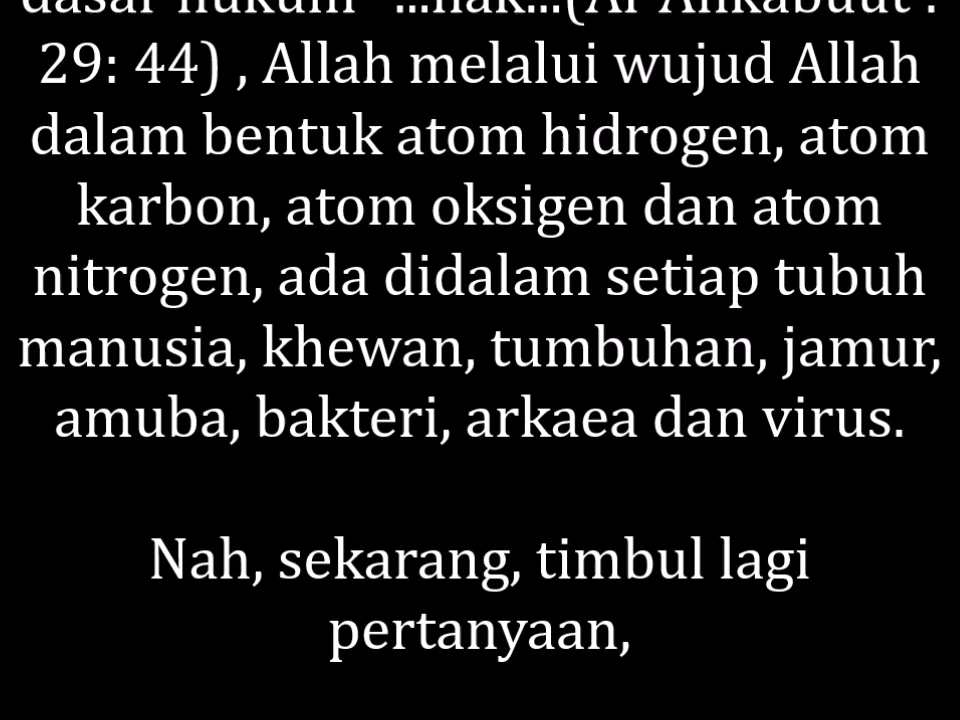 dasar hukum "...hak...(Al 'Ankabuut :
29: 44) , Allah melalui wujud Allah
dalam bentuk atom hidrogen, atom
karbon, atom oksigen dan atom
nitrogen, ada didalam setiap tubuh
manusia, khewan, tumbuhan, jamur,
amuba, bakteri, arkaea dan virus.
Nah, sekarang, timbul lagi
pertanyaan,